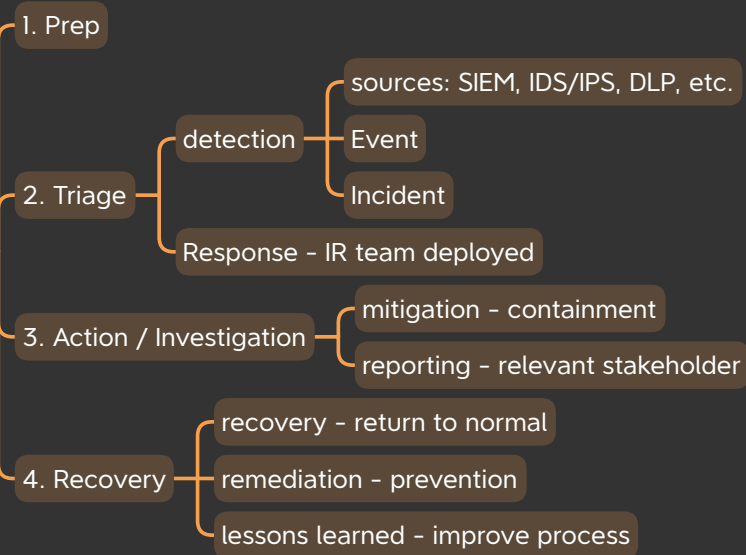 1. Prep
2. Triage
detection
sources: SIEM, IDS/IPS, DLP, etc.
Event
Incident
Response - IR team deployed
3. Action / Investigation
mitigation - containment
reporting - relevant stakeholder
4. Recovery
recovery - return to normal
remediation - prevention
lessons learned - improve process